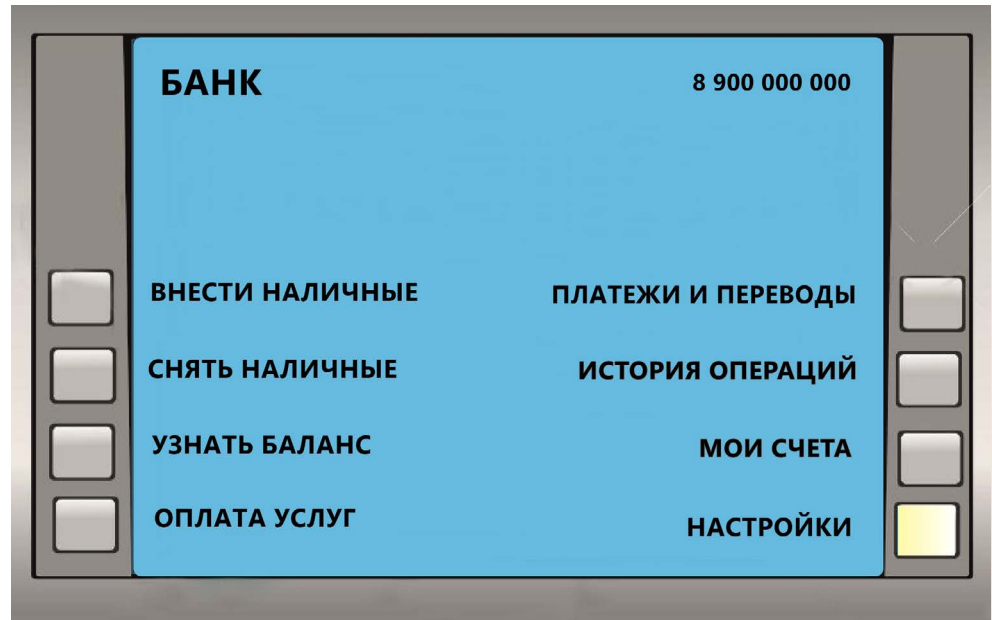 БАНК
8 900 000 000
ВНЕСТИ НАЛИЧНЫЕ
ПЛАТЕЖИ И ПЕРЕВОДЫ
СНЯТЬ НАЛИЧНЫЕ
ИСТОРИЯ ОПЕРАЦИЙ
УЗНАТЬ БАЛАНС
МОИ СЧЕТА
ОПЛАТА УСЛУГ
НАСТРОЙКИ